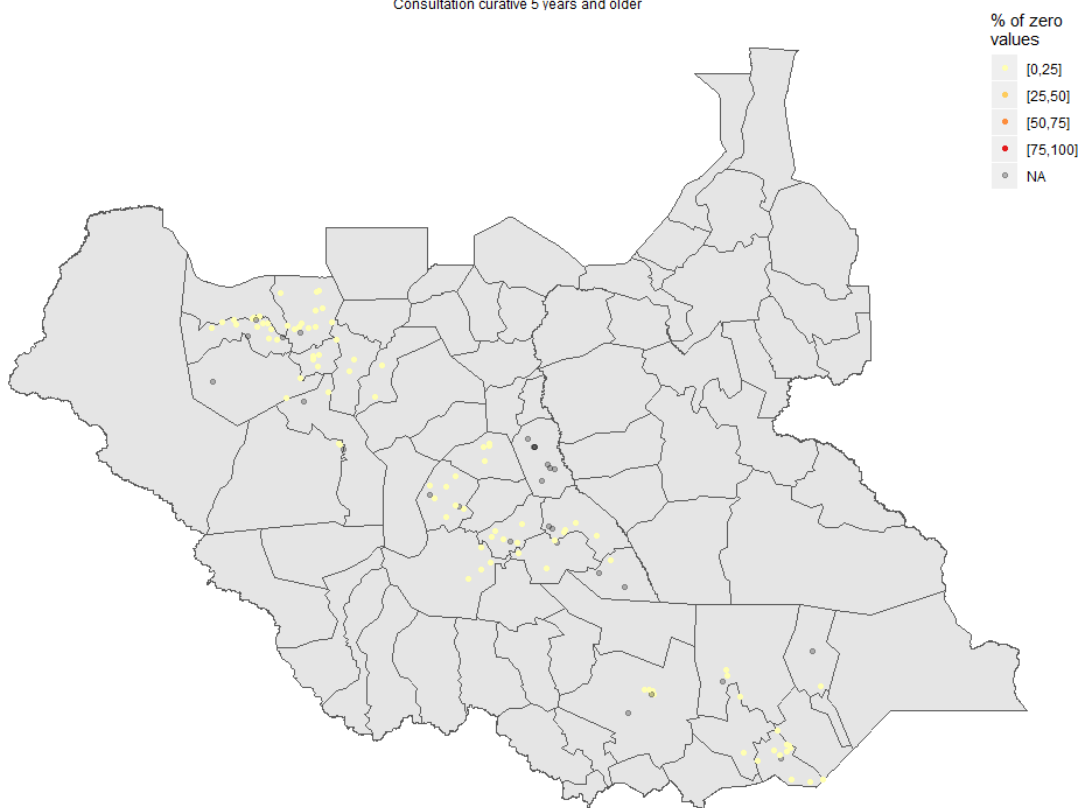 Consultation curative 5 years and older
% of zero
values
[0,25]
[25,50]
[50,75]
[75,100]
NA